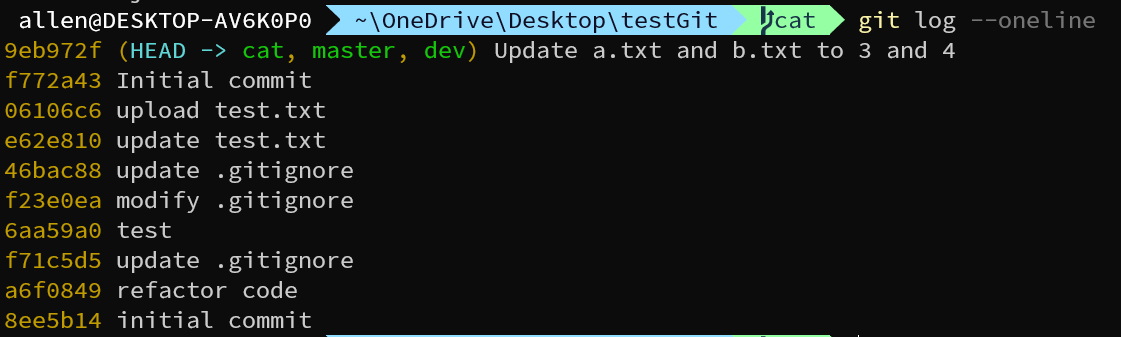 allen@DESKTOP-AV6K0P0 ~\OneDrive\Desktop\testGit cat git log --oneline
9eb972f (HEAD -> cat, master, dev) Update a.txt and b.txt to 3 and 4
f772a43 Initial commit
06106c6 upload test.txt
e62e810 update test.txt
46bac88 update .gitignore
f23e0ea modify .gitignore
6aa59a0 test
f71c5d5 update .gitignore
a6f0849 refactor code
8ee5b14 initial commit